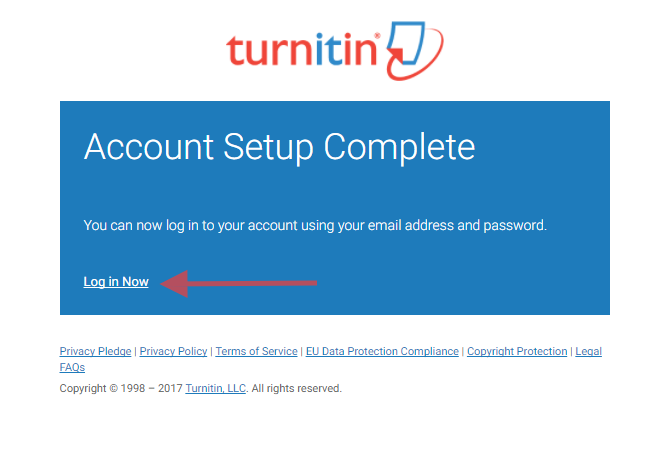 turnitin®
Account Setup Complete
You can now log in to your account using your email address and password.
Log in Now
Privacy Pledge | Privacy Policy | Terms of Service | EU Data Protection Compliance | Copyright Protection | Legal
FAQs
Copyright © 1998 – 2017 Turnitin, LLC. All rights reserved.